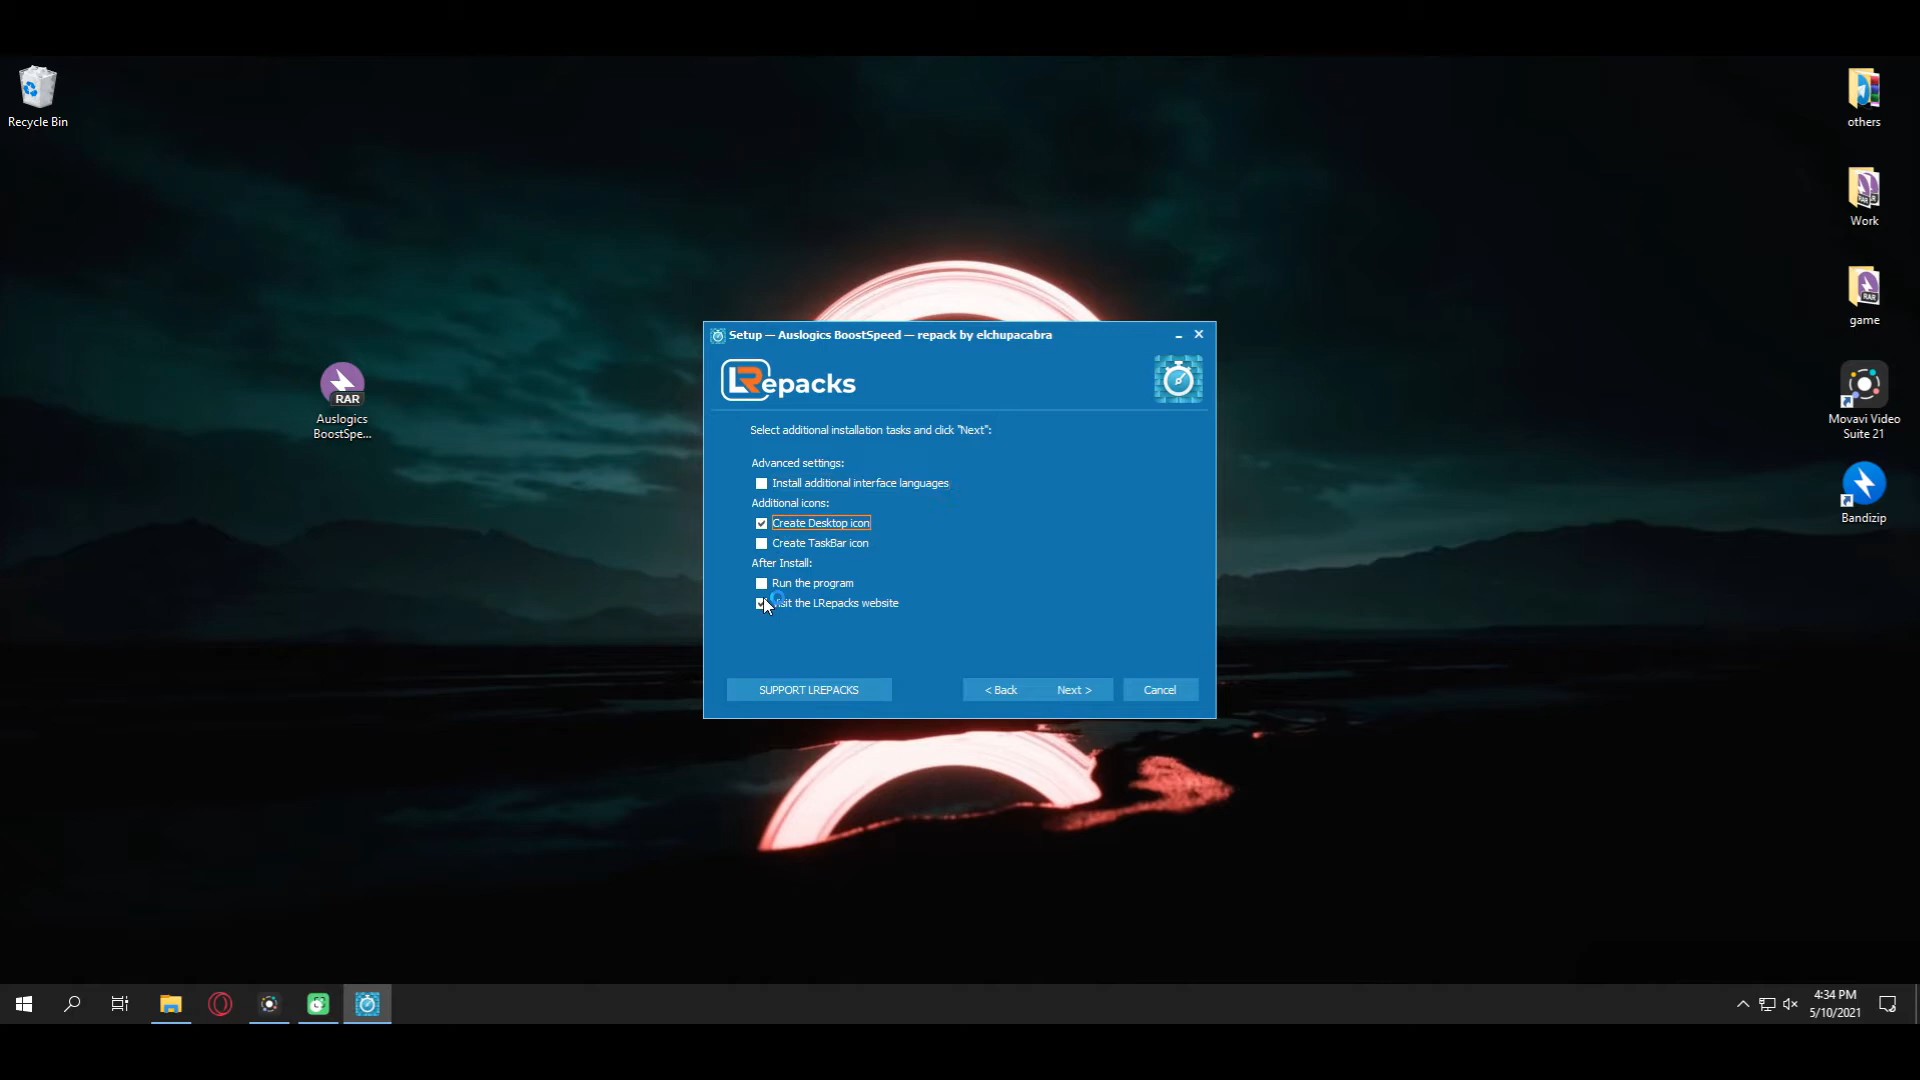 Recycle Bin
others
Work
game
Movavi Video
Suite 21
Bandizip
RAR
Auslogics
BoostSpe...
Setup — Auslogics BoostSpeed — repack by elchupacabra
LRepacks
Select additional installation tasks and click "Next":
Advanced settings:
Install additional interface languages
Additional icons:
Create Desktop icon
Create TaskBar icon
After Install:
Run the program
the LRepacks website
SUPPORT LREPACKS
< Back
Next >
Cancel
4:34 PM
5/10/2021